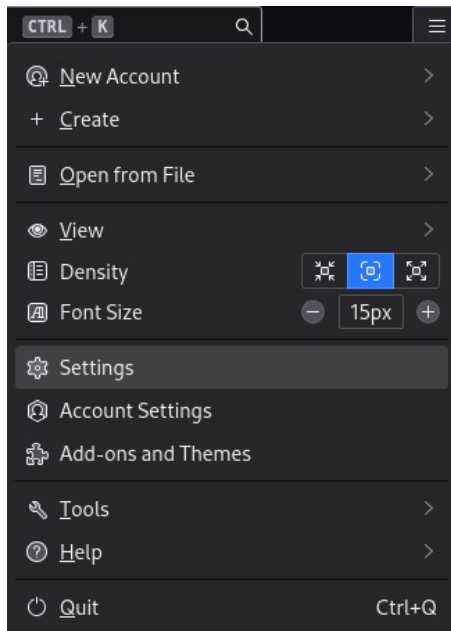 CTRL + K
New Account
Create
Open from File
View
Density
Font Size 15px
Settings
Account Settings
Add-ons and Themes
Tools
Help
Quit Ctrl+Q